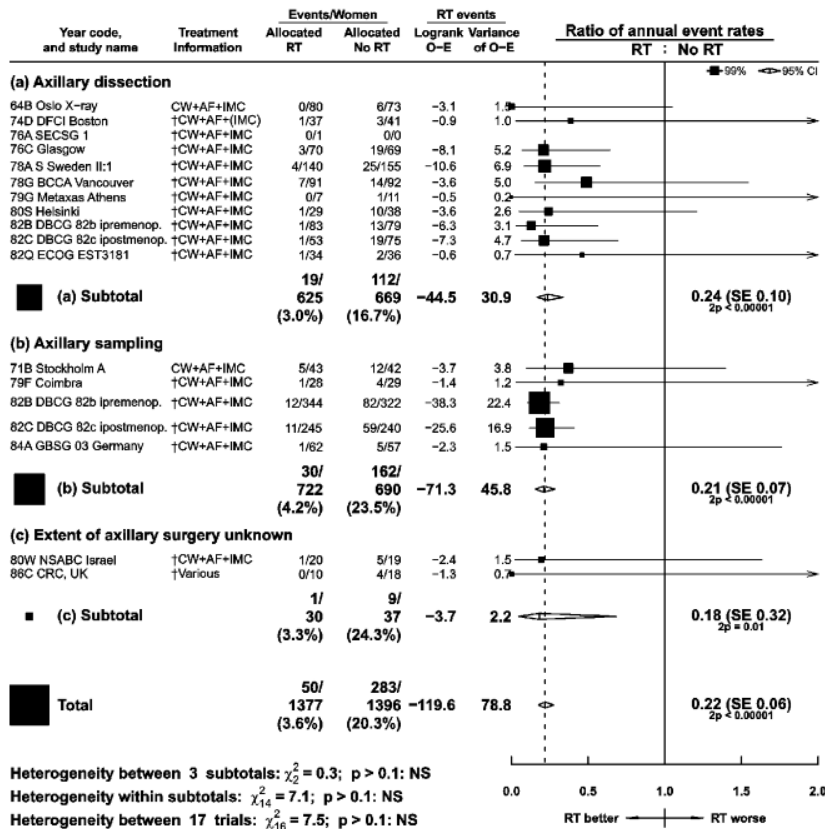 Events/Women RT events
Year code, Treatment Allocated Allocated Logrank Variance Ratio of annual event rates
and study name Information RT No RT O−E of O−E RT : No RT
99% 95% CI
(a) Axillary dissection
64B Oslo X−ray CW+AF+IMC 0/80 6/73 −3.1 1.5
74D DFCI Boston †CW+AF+(IMC) 1/37 3/41 −0.9 1.0
76A SECSG 1 †CW+AF+IMC 0/1 0/0
76C Glasgow †CW+AF+IMC 3/70 19/69 −8.1 5.2
78A S Sweden II:1 †CW+AF+IMC 4/140 25/155 −10.6 6.9
78G BCCA Vancouver †CW+AF+IMC 7/91 14/92 −3.6 5.0
79G Metaxas Athens †CW+AF+IMC 0/7 1/11 −0.5 0.2
80S Helsinki †CW+AF+IMC 1/29 10/38 −3.6 2.6
82B DBCG 82b ipremenop. †CW+AF+IMC 1/83 13/79 −6.3 3.1
82C DBCG 82c ipostmenop. †CW+AF+IMC 1/53 19/75 −7.3 4.7
82Q ECOG EST3181 †CW+AF+IMC 1/34 2/36 −0.6 0.7
19/ 112/
(a) Subtotal 625 669 −44.5 30.9 0.24 (SE 0.10)
(3.0%) (16.7%) 2p < 0.00001
(b) Axillary sampling
71B Stockholm A CW+AF+IMC 5/43 12/42 −3.7 3.8
79F Coimbra †CW+AF+IMC 1/28 4/29 −1.4 1.2
82B DBCG 82b ipremenop. †CW+AF+IMC 12/344 82/322 −38.3 22.4
82C DBCG 82c ipostmenop. †CW+AF+IMC 11/245 59/240 −25.6 16.9
84A GBSG 03 Germany †CW+AF+IMC 1/62 5/57 −2.3 1.5
30/ 162/
(b) Subtotal 722 690 −71.3 45.8 0.21 (SE 0.07)
(4.2%) (23.5%) 2p < 0.00001
(c) Extent of axillary surgery unknown
80W NSABC Israel †CW+AF+IMC 1/20 5/19 −2.4 1.5
86C CRC, UK †Various 0/10 4/18 −1.3 0.7
1/ 9/
(c) Subtotal 30 37 −3.7 2.2 0.18 (SE 0.32)
(3.3%) (24.3%) 2p = 0.01
50/ 283/
Total 1377 1396 −119.6 78.8 0.22 (SE 0.06)
(3.6%) (20.3%) 2p < 0.00001
Heterogeneity between 3 subtotals: χ²₂ = 0.3; p > 0.1: NS
Heterogeneity within subtotals: χ²₁₄ = 7.1; p > 0.1: NS
Heterogeneity between 17 trials: χ²₁₆ = 7.5; p > 0.1: NS
0.0 0.5 1.0 1.5 2.0
RT better RT worse